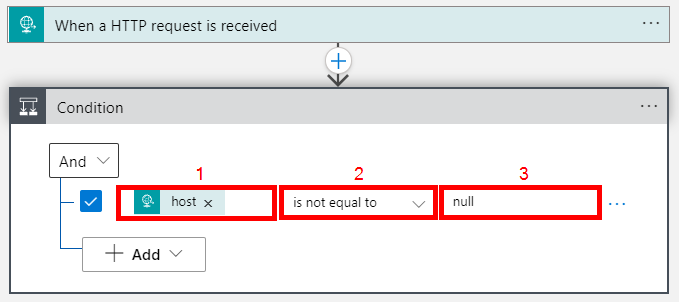 When a HTTP request is received
Condition
And
1 2 3
host × is not equal to null
Add